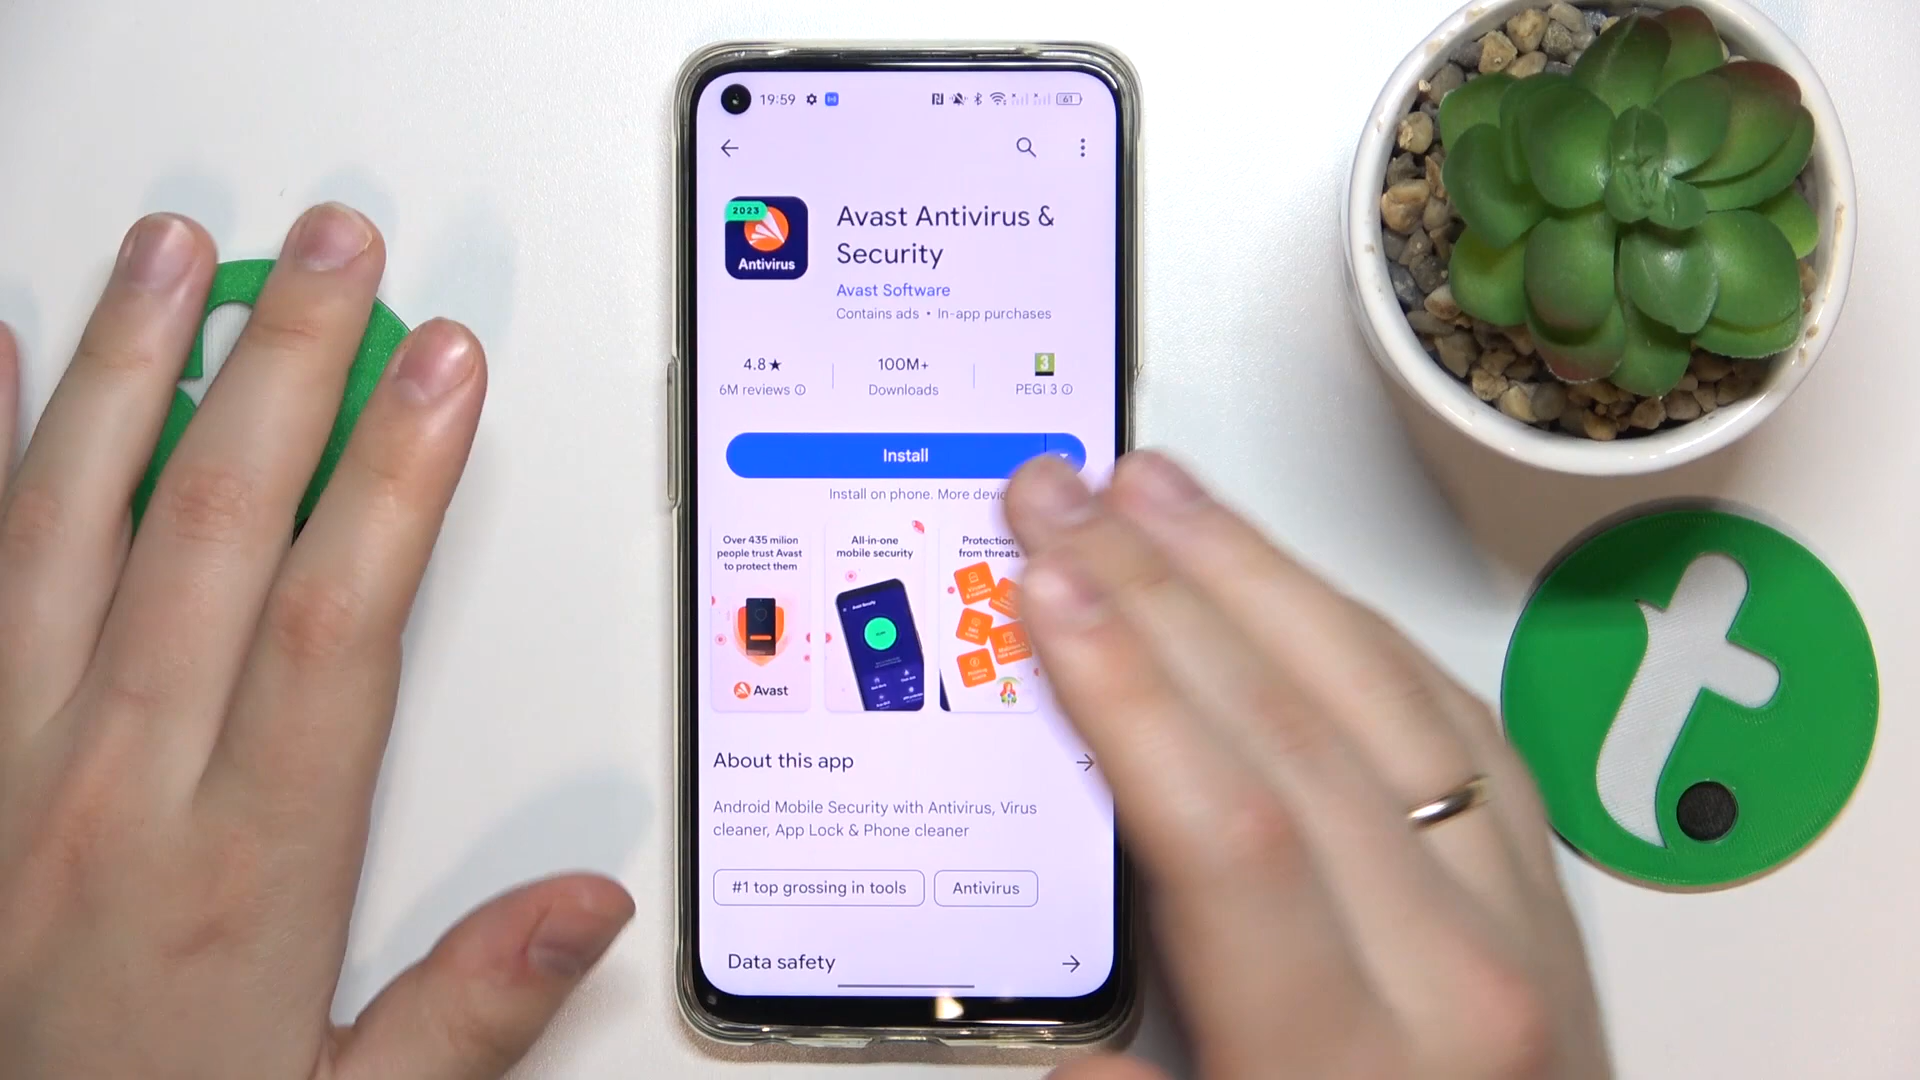 19:59
61
2023
Antivirus
Avast Antivirus &
Security
Avast Software
Contains ads • In-app purchases
4.8★
6M reviews
100M+
Downloads
3
PEGI 3
Install
Install on phone. More
Over 435 milion
people trust Avast
to protect them
Avast
All-in-one
mobile security
Protection
from threats
About this app
Android Mobile Security with Antivirus, Virus
cleaner, App Lock & Phone cleaner
#1 top grossing in tools
Antivirus
Data safety